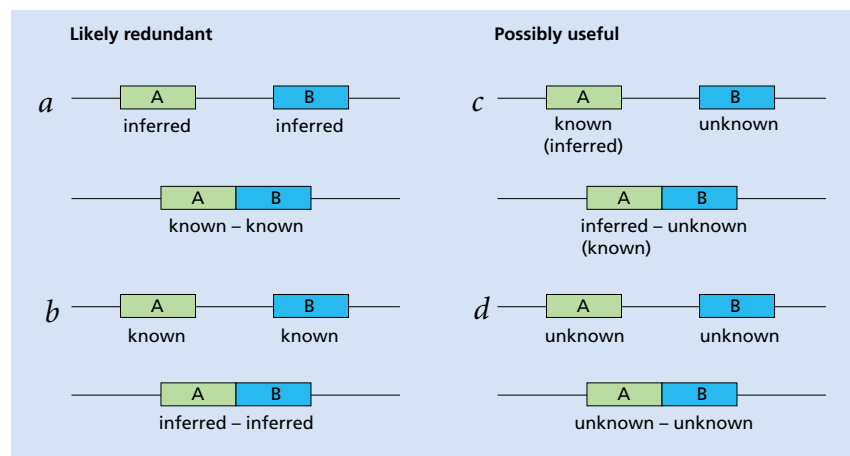 Likely redundant
Possibly useful
a
A B
inferred inferred
A B
known – known
b
A B
known known
A B
inferred – inferred
c
A B
known unknown
(inferred)
A B
inferred – unknown
(known)
d
A B
unknown unknown
A B
unknown – unknown